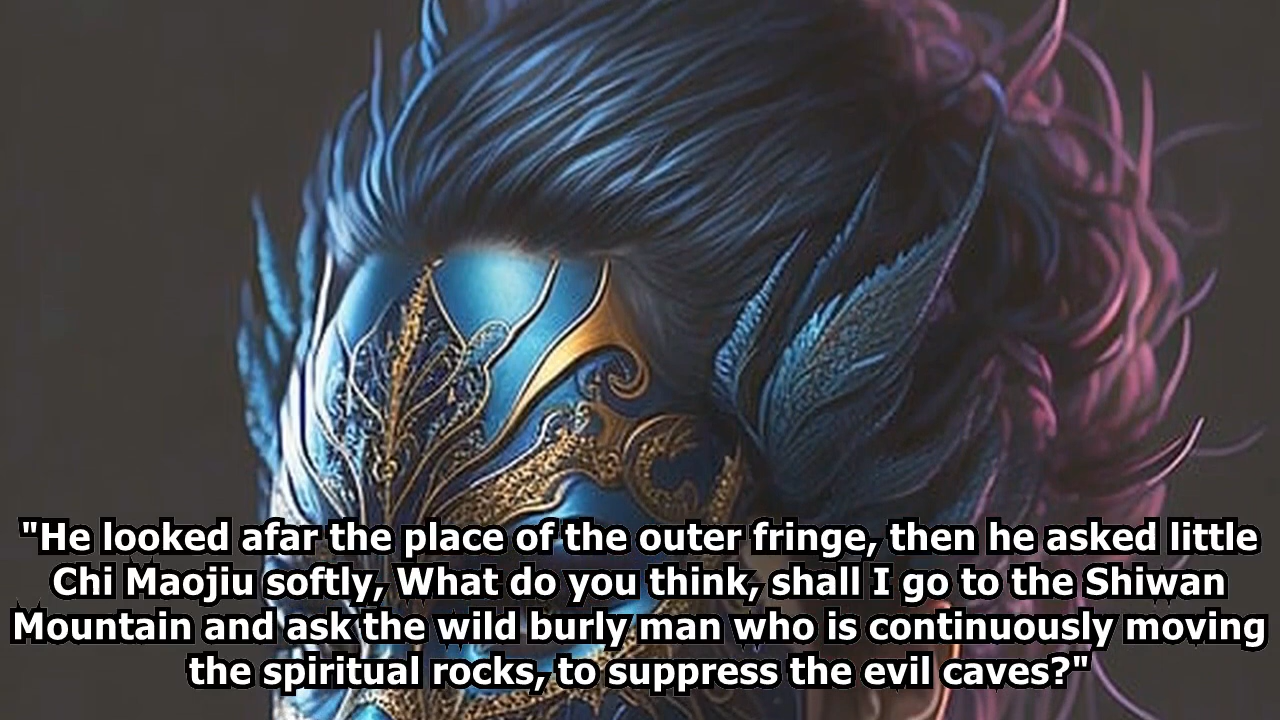 "He looked afar the place of the outer fringe, then he asked little
Chi Maojiu softly, What do you think, shall I go to the Shiwan
Mountain and ask the wild burly man who is continuously moving
the spiritual rocks, to suppress the evil caves?"